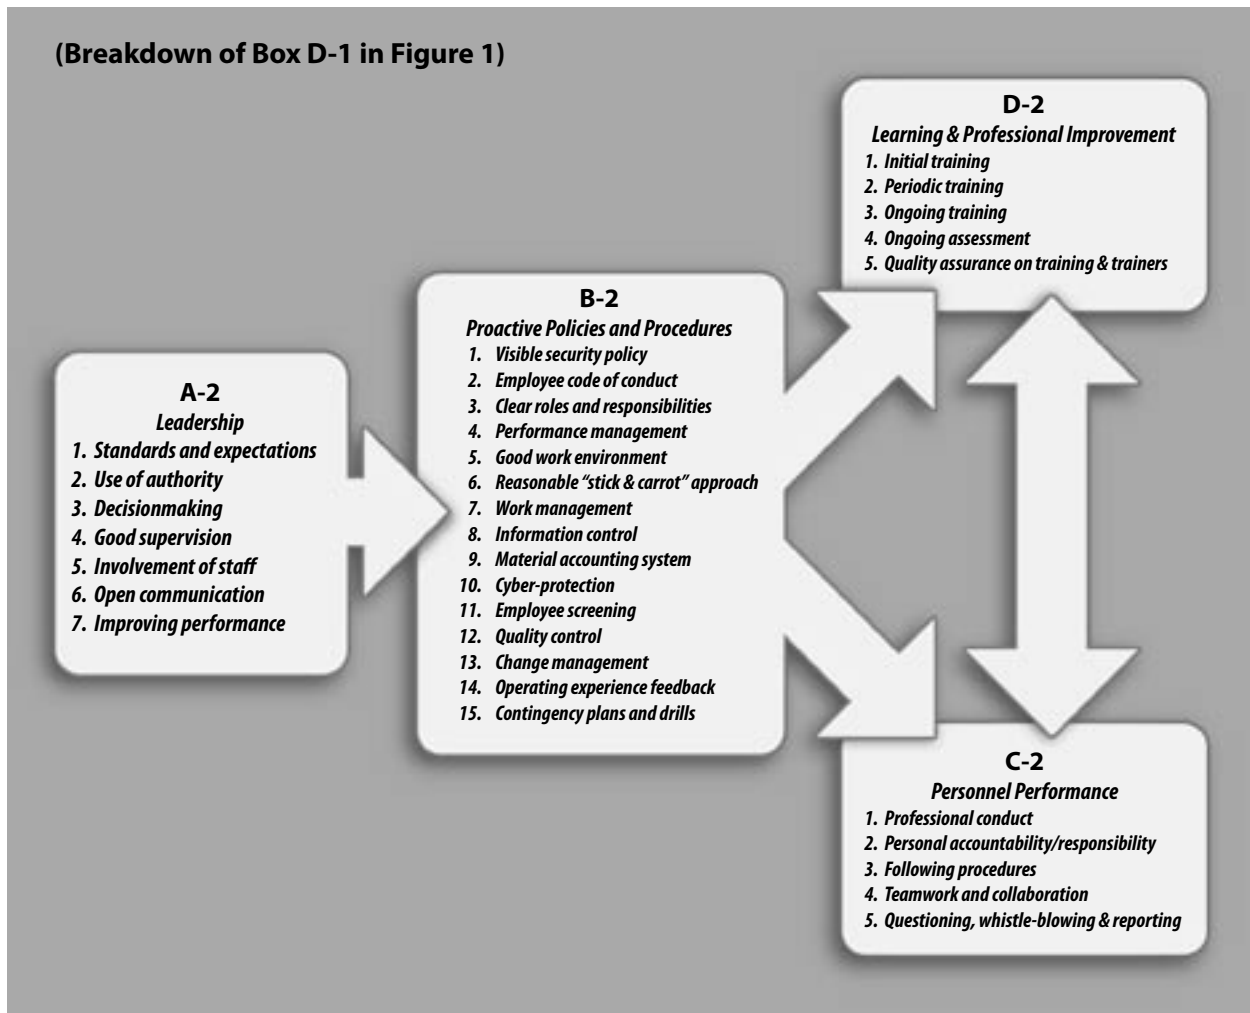 (Breakdown of Box D-1 in Figure 1)
A-2
Leadership
1. Standards and expectations
2. Use of authority
3. Decisionmaking
4. Good supervision
5. Involvement of staff
6. Open communication
7. Improving performance
B-2
Proactive Policies and Procedures
1. Visible security policy
2. Employee code of conduct
3. Clear roles and responsibilities
4. Performance management
5. Good work environment
6. Reasonable “stick & carrot” approach
7. Work management
8. Information control
9. Material accounting system
10. Cyber-protection
11. Employee screening
12. Quality control
13. Change management
14. Operating experience feedback
15. Contingency plans and drills
D-2
Learning & Professional Improvement
1. Initial training
2. Periodic training
3. Ongoing training
4. Ongoing assessment
5. Quality assurance on training & trainers
C-2
Personnel Performance
1. Professional conduct
2. Personal accountability/responsibility
3. Following procedures
4. Teamwork and collaboration
5. Questioning, whistle-blowing & reporting